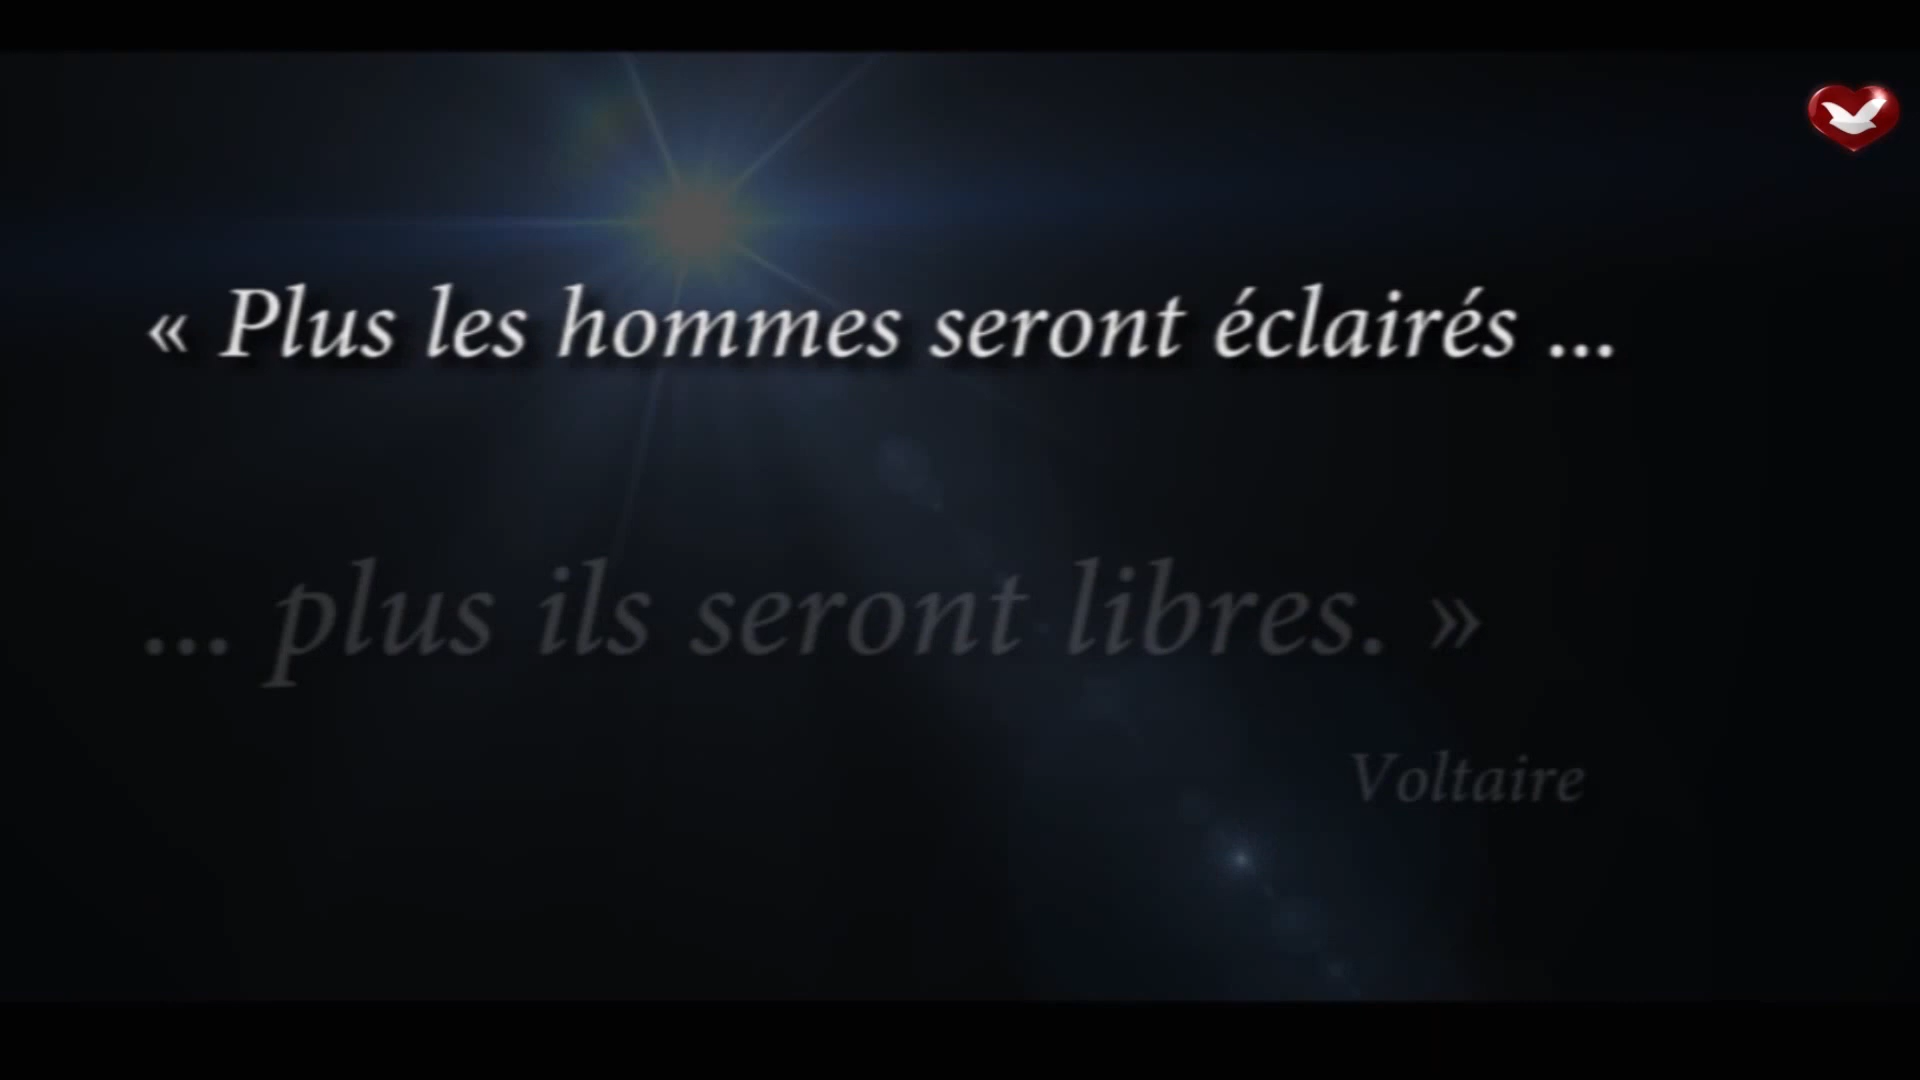 « Plus les hommes seront éclairés ...
... plus ils seront libres. »
Voltaire